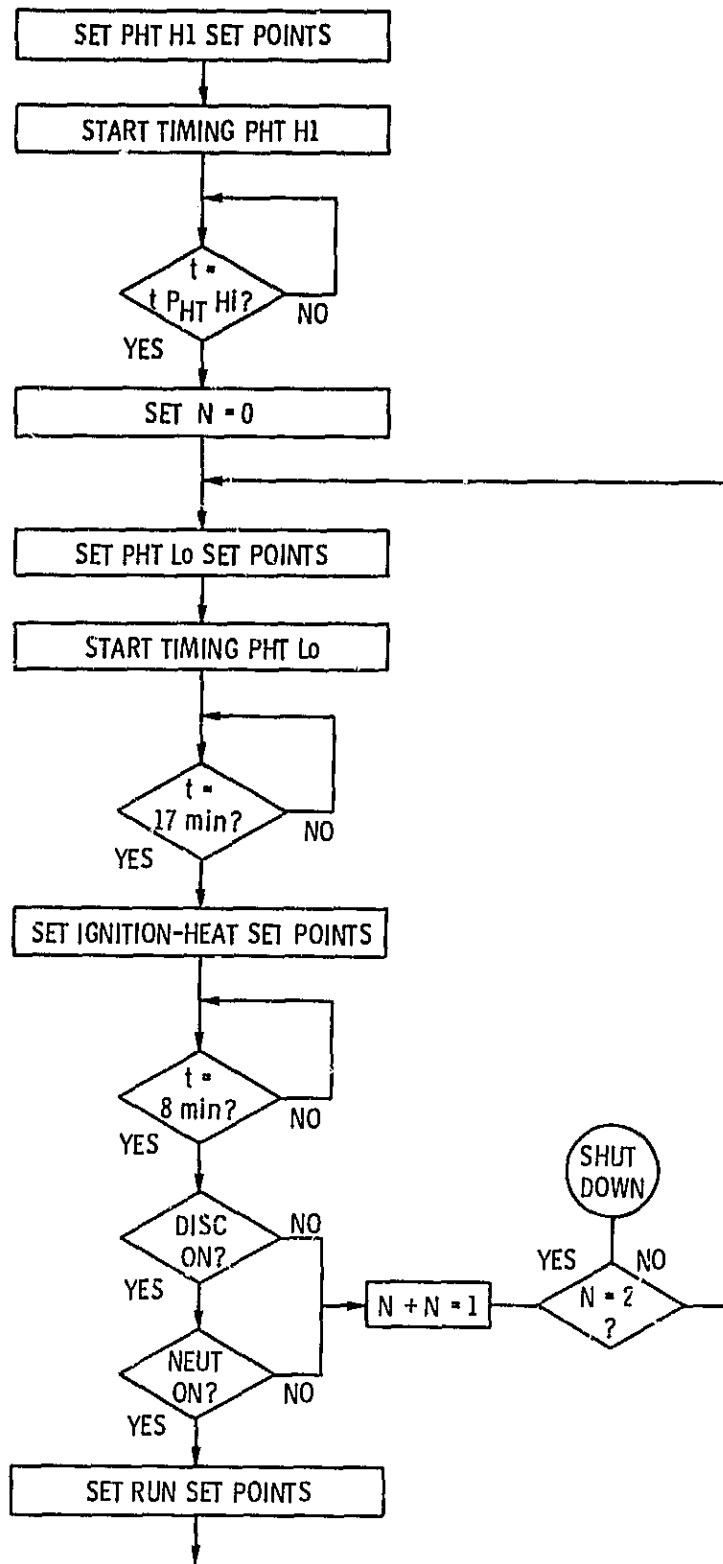 SET PHT H1 SET POINTS
START TIMING PHT H1
t =
t PHT Hi?
NO
YES
SET N = 0
SET PHT Lo SET POINTS
START TIMING PHT Lo
t =
17 min?
NO
YES
SET IGNITION-HEAT SET POINTS
t =
8 min?
NO
YES
SHUT
DOWN
DISC
ON?
NO
YES
YES
NO
N + N = 1
N = 2
?
NEUT
ON?
NO
YES
SET RUN SET POINTS